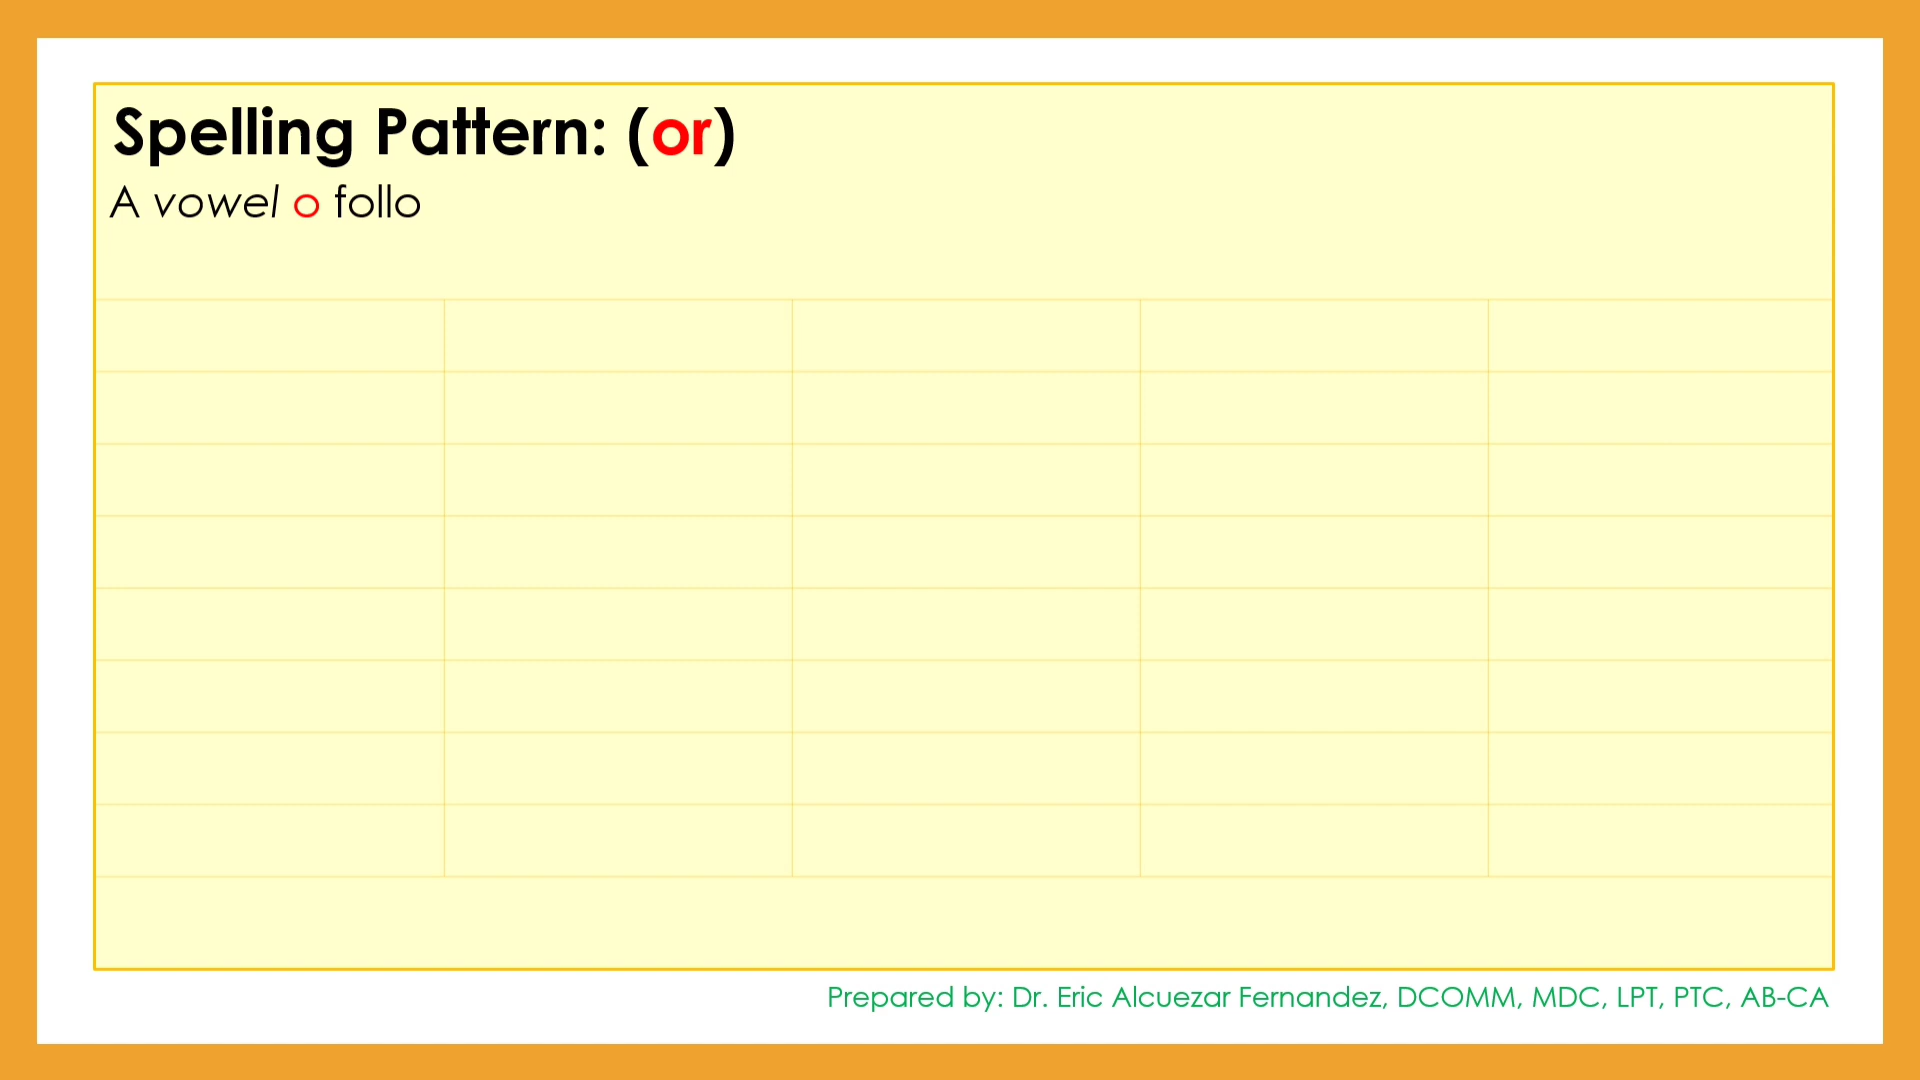 Spelling Pattern: (or)
A vowel o follo
Prepared by: Dr. Eric Alcuezar Fernandez, DCOMM, MDC, LPT, PTC, AB-CA